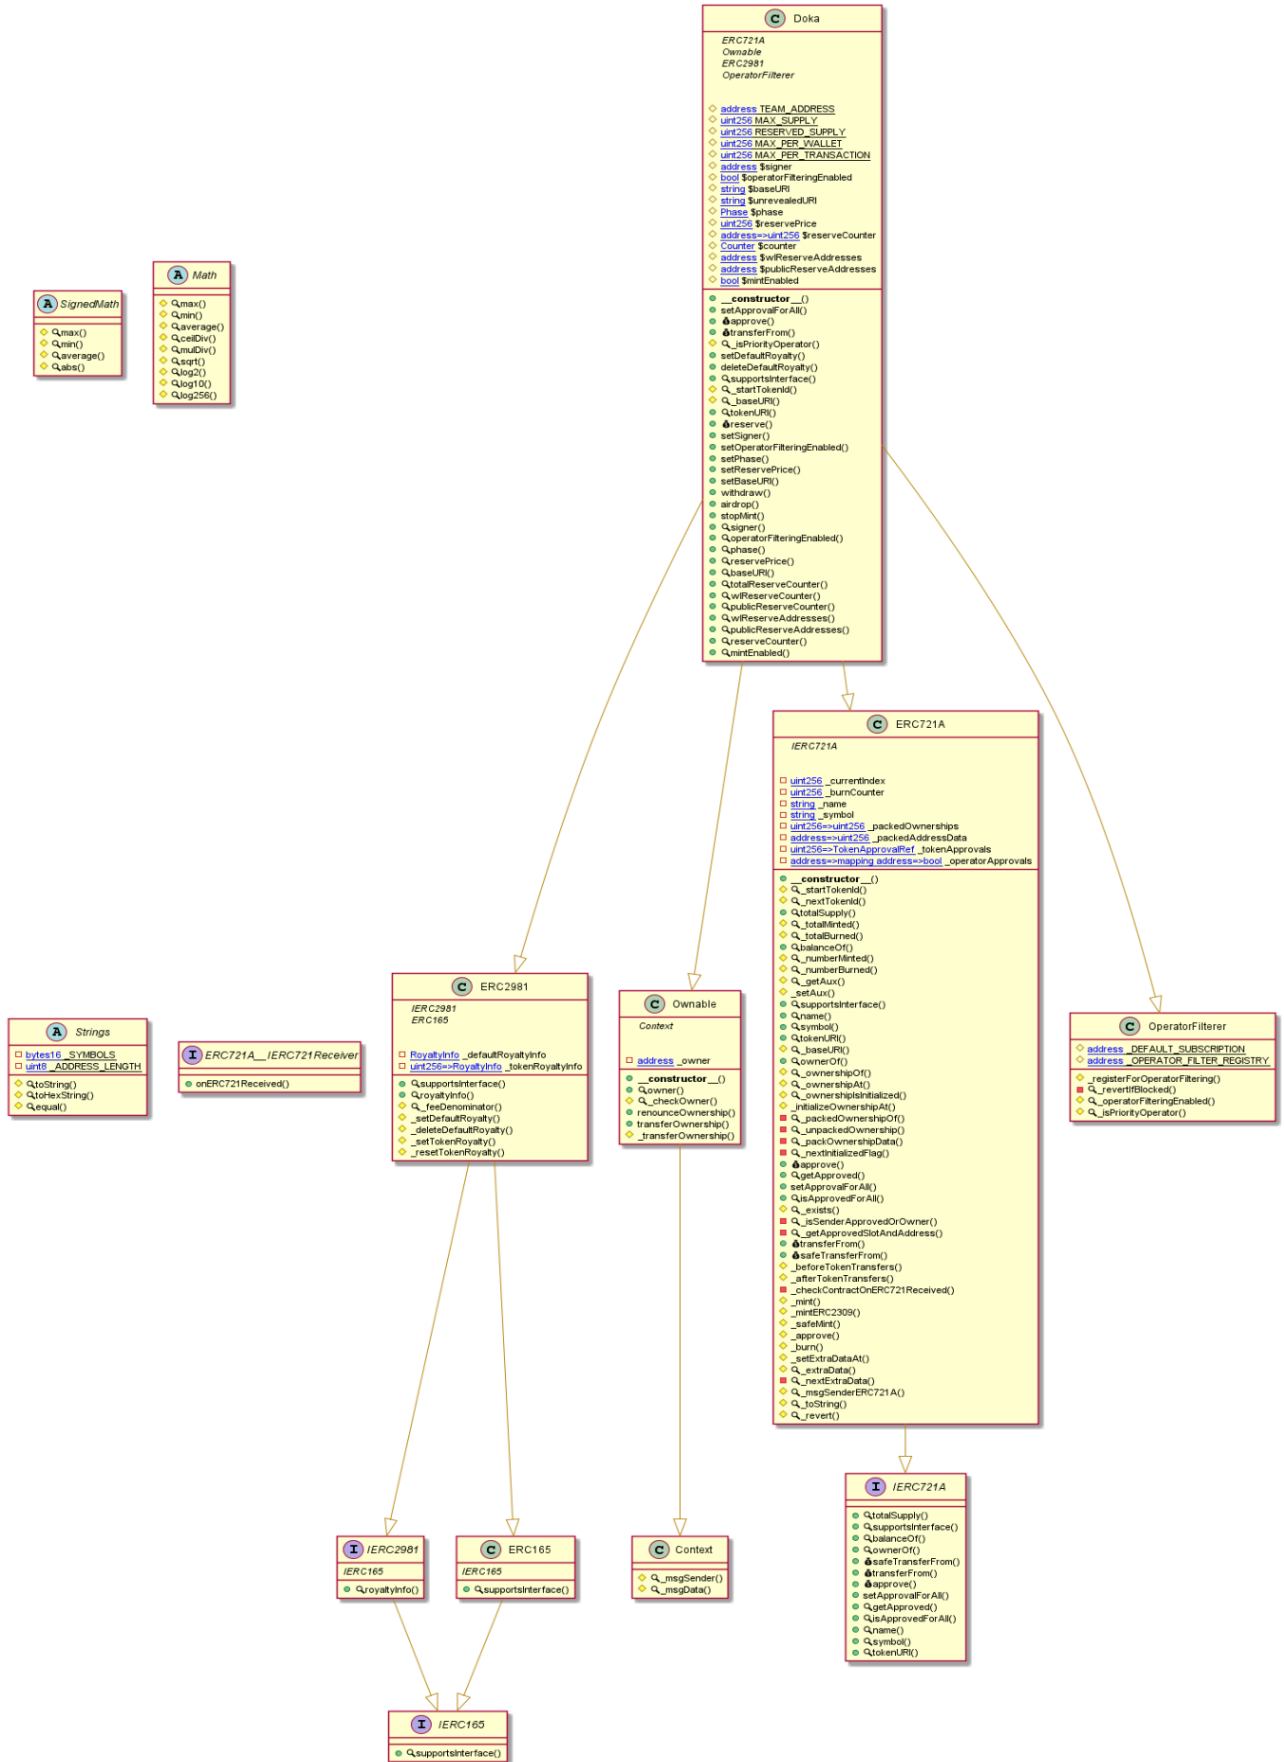 C Doka
ERC721A
Ownable
ERC2981
OperatorFilterer
address TEAM_ADDRESS
uint256 MAX_SUPPLY
uint256 RESERVED_SUPPLY
uint256 MAX_PER_WALLET
uint256 MAX_PER_TRANSACTION
address $signer
bool $operatorFilteringEnabled
string $baseURI
string $unrevealedURI
Phase $phase
uint256 $reservePrice
address=>uint256 $reserveCounter
Counter $counter
address $wlReserveAddresses
address $publicReserveAddresses
bool $mintEnabled
__constructor__()
setApprovalForAll()
approve()
transferFrom()
_isPriorityOperator()
setDefaultRoyalty()
deleteDefaultRoyalty()
supportsInterface()
_startTokenId()
_baseURI()
tokenURI()
reserve()
setSigner()
setOperatorFilteringEnabled()
setPhase()
setReservePrice()
setBaseURI()
withdraw()
airdrop()
stopMint()
signer()
operatorFilteringEnabled()
phase()
reservePrice()
baseURI()
totalReserveCounter()
wlReserveCounter()
publicReserveCounter()
wlReserveAddresses()
publicReserveAddresses()
reserveCounter()
mintEnabled()
A SignedMath
max()
min()
average()
abs()
A Math
max()
min()
average()
ceilDiv()
mulDiv()
sqrt()
log2()
log10()
log256()
C ERC721A
IERC721A
uint256 _currentIndex
uint256 _burnCounter
string _name
string _symbol
uint256=>uint256 _packedOwnerships
address=>uint256 _packedAddressData
uint256=>TokenApprovalRef _tokenApprovals
address=>mapping address=>bool _operatorApprovals
__constructor__()
_startTokenId()
_nextTokenId()
totalSupply()
_totalMinted()
_totalBurned()
balanceOf()
_numberMinted()
_numberBurned()
_getAux()
_setAux()
supportsInterface()
name()
symbol()
tokenURI()
_baseURI()
ownerOf()
_ownershipOf()
_ownershipAt()
_ownershipIsInitialized()
_initializeOwnershipAt()
_packedOwnershipOf()
_unpackedOwnership()
_packOwnershipData()
_nextInitializedFlag()
approve()
getApproved()
setApprovalForAll()
isApprovedForAll()
_exists()
_isSenderApprovedOrOwner()
_getApprovedSlotAndAddress()
transferFrom()
safeTransferFrom()
_beforeTokenTransfers()
_afterTokenTransfers()
_checkContractOnERC721Received()
_mint()
_mintERC2309()
_safeMint()
_approve()
_burn()
_setExtraDataAt()
_extraData()
_nextExtraData()
_msgSenderERC721A()
_toString()
_revert()
A Strings
bytes16 _SYMBOLS
uint8 _ADDRESS_LENGTH
toString()
toHexString()
equal()
I ERC721A__IERC721Receiver
onERC721Received()
C ERC2981
IERC2981
ERC165
RoyaltyInfo _defaultRoyaltyInfo
uint256=>RoyaltyInfo _tokenRoyaltyInfo
supportsInterface()
royaltyInfo()
_feeDenominator()
_setDefaultRoyalty()
_deleteDefaultRoyalty()
_setTokenRoyalty()
_resetTokenRoyalty()
C Ownable
Context
address _owner
__constructor__()
owner()
_checkOwner()
renounceOwnership()
transferOwnership()
_transferOwnership()
C OperatorFilterer
address _DEFAULT_SUBSCRIPTION
address _OPERATOR_FILTER_REGISTRY
_registerForOperatorFiltering()
_revertIfBlocked()
_operatorFilteringEnabled()
_isPriorityOperator()
I IERC2981
IERC165
royaltyInfo()
C ERC165
IERC165
supportsInterface()
C Context
_msgSender()
_msgData()
I IERC721A
totalSupply()
supportsInterface()
balanceOf()
ownerOf()
safeTransferFrom()
transferFrom()
approve()
setApprovalForAll()
getApproved()
isApprovedForAll()
name()
symbol()
tokenURI()
I IERC165
supportsInterface()